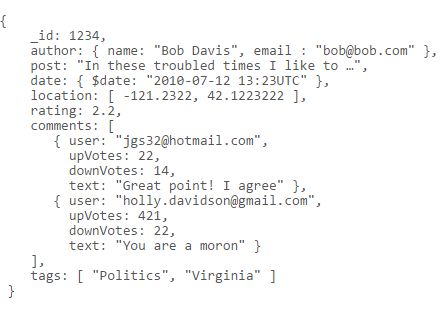 {
_id: 1234,
author: { name: "Bob Davis", email : "bob@bob.com" },
post: "In these troubled times I like to …",
date: { $date: "2010-07-12 13:23UTC" },
location: [ -121.2322, 42.1223222 ],
rating: 2.2,
comments: [
{ user: "jgs32@hotmail.com",
upVotes: 22,
downVotes: 14,
text: "Great point! I agree" },
{ user: "holly.davidson@gmail.com",
upVotes: 421,
downVotes: 22,
text: "You are a moron" }
],
tags: [ "Politics", "Virginia" ]
}